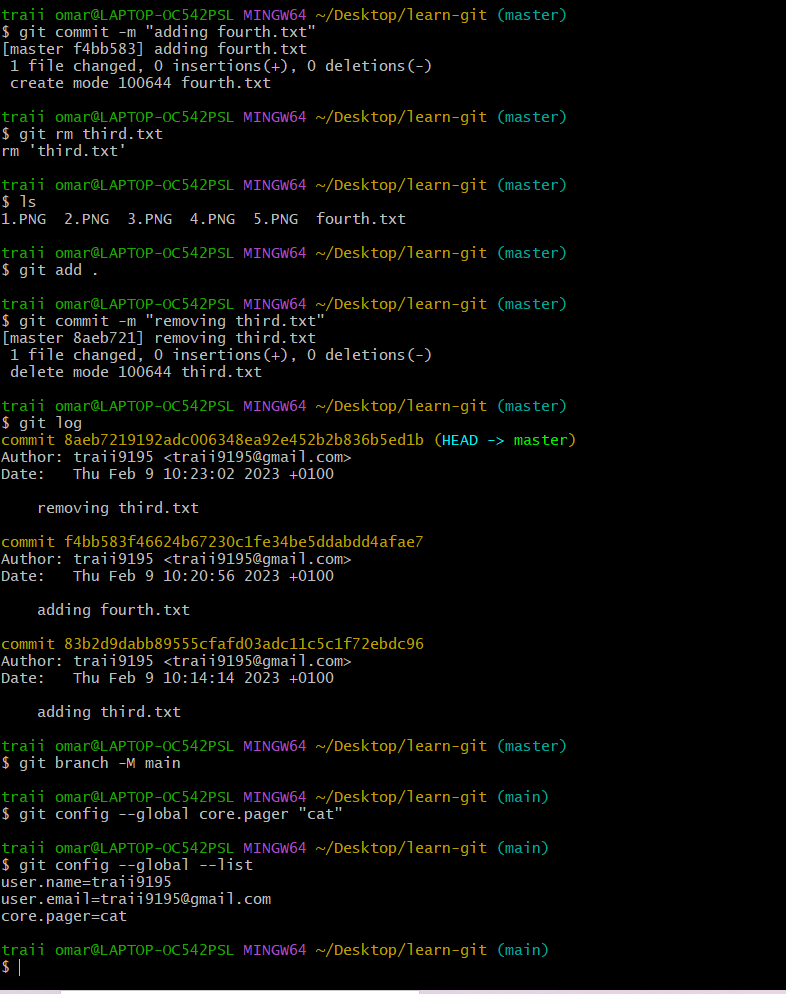 traii omar@LAPTOP-OC542PSL MINGW64 ~/Desktop/learn-git (master)
$ git commit -m "adding fourth.txt"
[master f4bb583] adding fourth.txt
 1 file changed, 0 insertions(+), 0 deletions(-)
 create mode 100644 fourth.txt

traii omar@LAPTOP-OC542PSL MINGW64 ~/Desktop/learn-git (master)
$ git rm third.txt
rm 'third.txt'

traii omar@LAPTOP-OC542PSL MINGW64 ~/Desktop/learn-git (master)
$ ls
1.PNG  2.PNG  3.PNG  4.PNG  5.PNG  fourth.txt

traii omar@LAPTOP-OC542PSL MINGW64 ~/Desktop/learn-git (master)
$ git add .

traii omar@LAPTOP-OC542PSL MINGW64 ~/Desktop/learn-git (master)
$ git commit -m "removing third.txt"
[master 8aeb721] removing third.txt
 1 file changed, 0 insertions(+), 0 deletions(-)
 delete mode 100644 third.txt

traii omar@LAPTOP-OC542PSL MINGW64 ~/Desktop/learn-git (master)
$ git log
commit 8aeb7219192adc006348ea92e452b2b836b5ed1b (HEAD -> master)
Author: traii9195 <traii9195@gmail.com>
Date:   Thu Feb 9 10:23:02 2023 +0100

    removing third.txt

commit f4bb583f46624b67230c1fe34be5ddabdd4afae7
Author: traii9195 <traii9195@gmail.com>
Date:   Thu Feb 9 10:20:56 2023 +0100

    adding fourth.txt

commit 83b2d9dabb89555cfafd03adc11c5c1f72ebdc96
Author: traii9195 <traii9195@gmail.com>
Date:   Thu Feb 9 10:14:14 2023 +0100

    adding third.txt

traii omar@LAPTOP-OC542PSL MINGW64 ~/Desktop/learn-git (master)
$ git branch -M main

traii omar@LAPTOP-OC542PSL MINGW64 ~/Desktop/learn-git (main)
$ git config --global core.pager "cat"

traii omar@LAPTOP-OC542PSL MINGW64 ~/Desktop/learn-git (main)
$ git config --global --list
user.name=traii9195
user.email=traii9195@gmail.com
core.pager=cat

traii omar@LAPTOP-OC542PSL MINGW64 ~/Desktop/learn-git (main)
$